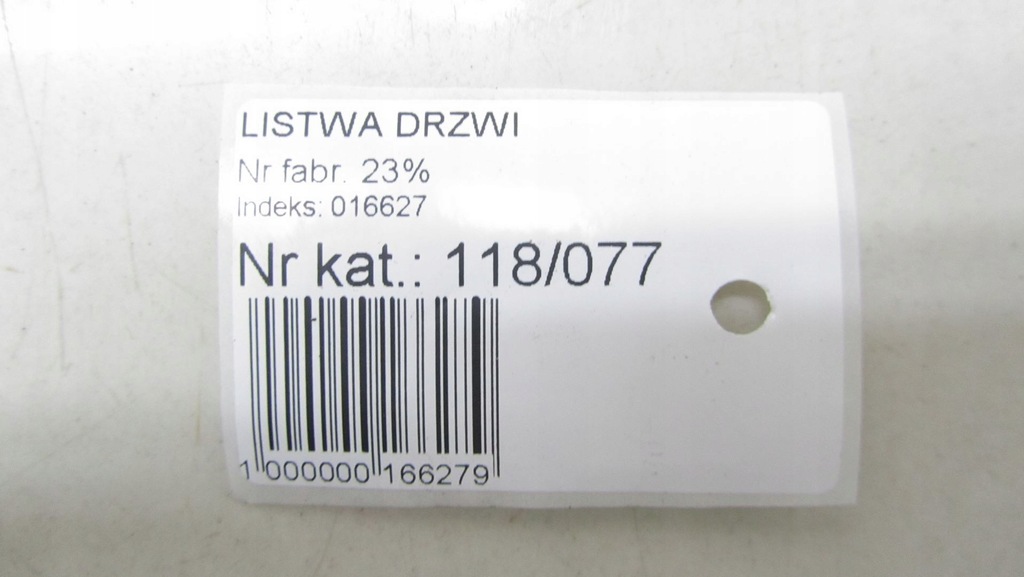 LISTWA DRZWI
Nr fabr. 23%
Indeks: 016627
Nr kat.: 118/077
1 000000 166279